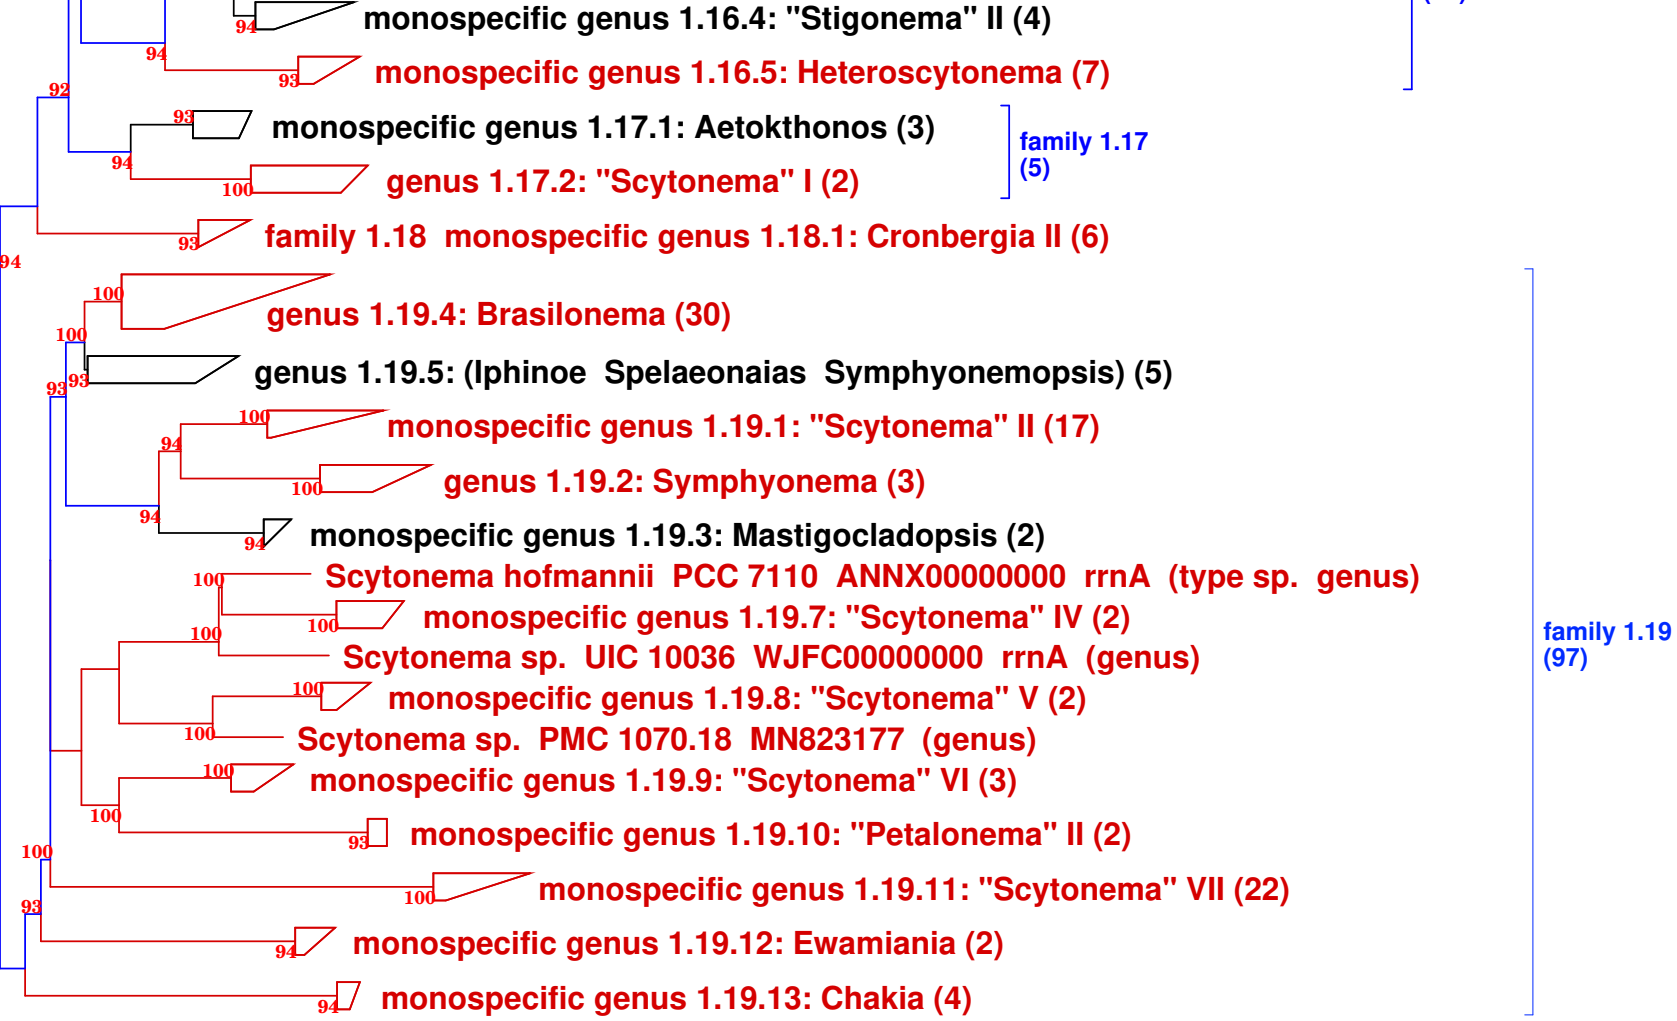 94
monospecific genus 1.16.4: "Stigonema" II (4)
94
93
monospecific genus 1.16.5: Heteroscytonema (7)
92
93
monospecific genus 1.17.1: Aetokthonos (3)
family 1.17
(5)
94
100
genus 1.17.2: "Scytonema" I (2)
93
family 1.18 monospecific genus 1.18.1: Cronbergia II (6)
94
100
genus 1.19.4: Brasilonema (30)
100
93
93
genus 1.19.5: (Iphinoe Spelaeonaias Symphyonemopsis) (5)
100
monospecific genus 1.19.1: "Scytonema" II (17)
94
100
genus 1.19.2: Symphyonema (3)
94
94
monospecific genus 1.19.3: Mastigocladopsis (2)
100
Scytonema hofmannii PCC 7110 ANNX00000000 rrnA (type sp. genus)
100
monospecific genus 1.19.7: "Scytonema" IV (2)
family 1.19
(97)
100
Scytonema sp. UIC 10036 WJFC00000000 rrnA (genus)
100
monospecific genus 1.19.8: "Scytonema" V (2)
100
Scytonema sp. PMC 1070.18 MN823177 (genus)
100
monospecific genus 1.19.9: "Scytonema" VI (3)
100
93
monospecific genus 1.19.10: "Petalonema" II (2)
100
100
monospecific genus 1.19.11: "Scytonema" VII (22)
93
94
monospecific genus 1.19.12: Ewamiania (2)
94
monospecific genus 1.19.13: Chakia (4)